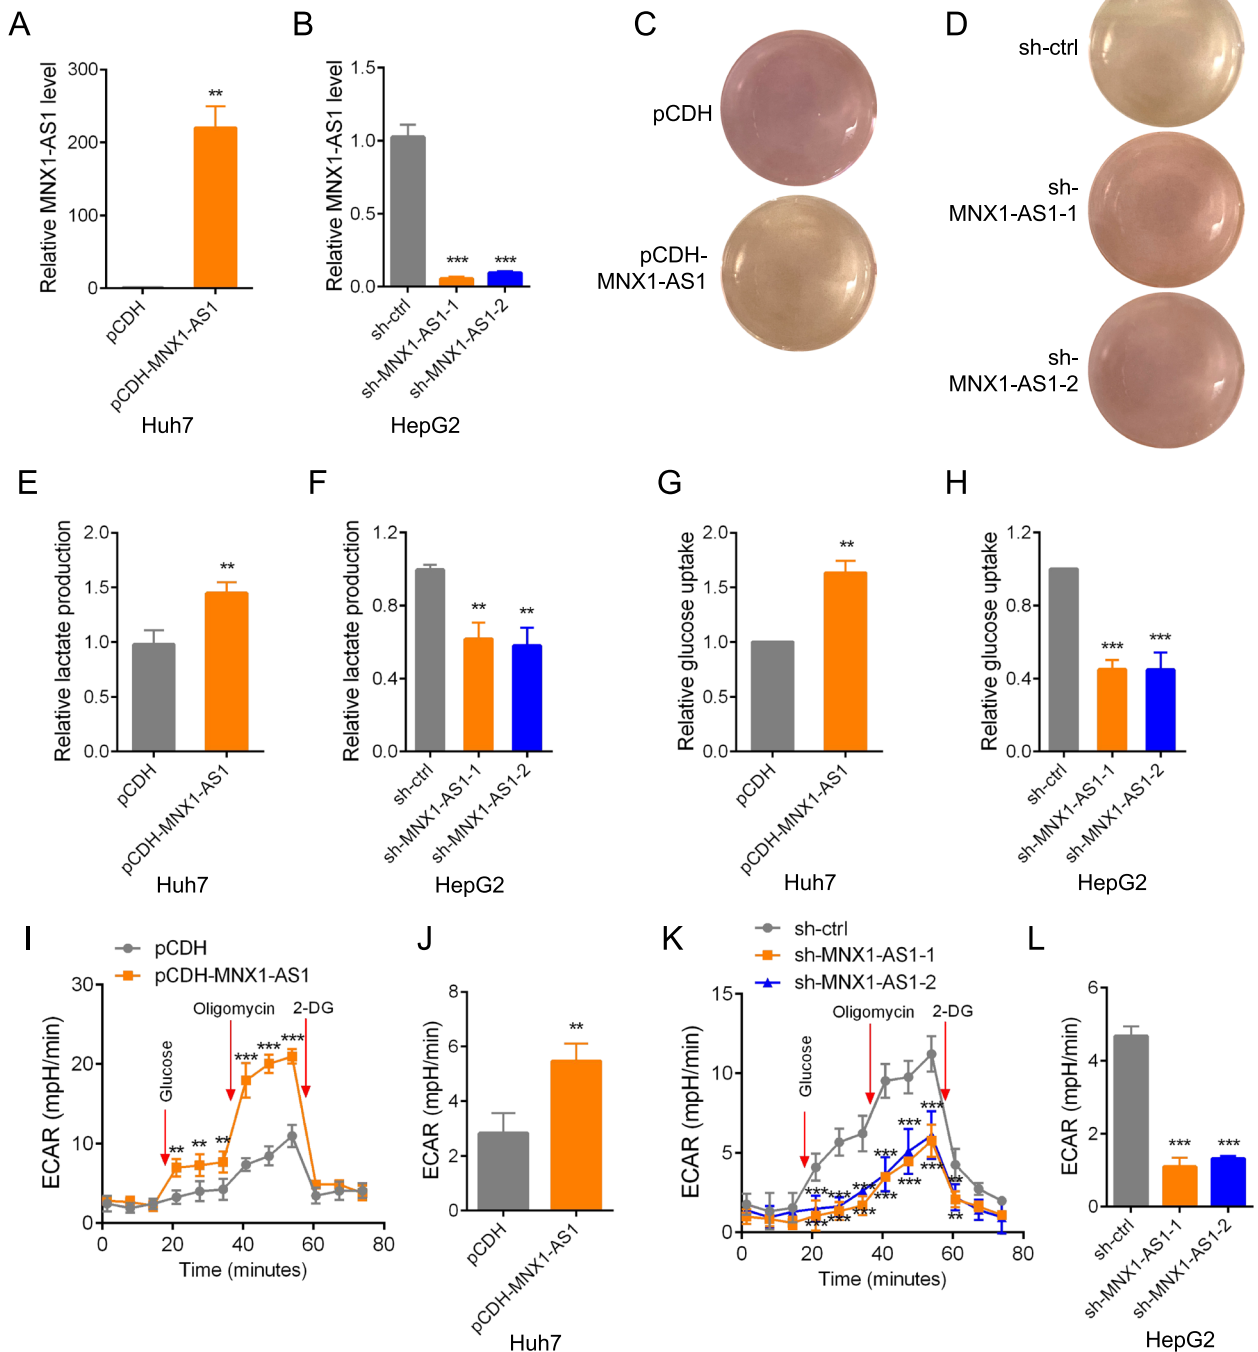 A
Relative MNX1-AS1 level
300
200
100
0
**
pCDH
pCDH-MNX1-AS1
Huh7
B
Relative MNX1-AS1 level
1.5
1.0
0.5
0.0
***
***
sh-ctrl
sh-MNX1-AS1-1
sh-MNX1-AS1-2
HepG2
C
pCDH
pCDH-
MNX1-AS1
D
sh-ctrl
sh-
MNX1-AS1-1
sh-
MNX1-AS1-2
E
Relative lactate production
2.0
1.5
1.0
0.5
0.0
**
pCDH
pCDH-MNX1-AS1
Huh7
F
Relative lactate production
1.2
0.8
0.4
0.0
**
**
sh-ctrl
sh-MNX1-AS1-1
sh-MNX1-AS1-2
HepG2
G
Relative glucose uptake
2.0
1.5
1.0
0.5
0.0
**
pCDH
pCDH-MNX1-AS1
Huh7
H
Relative glucose uptake
1.2
0.8
0.4
0.0
***
***
sh-ctrl
sh-MNX1-AS1-1
sh-MNX1-AS1-2
HepG2
I
pCDH
pCDH-MNX1-AS1
ECAR (mpH/min)
30
20
10
0
Glucose
Oligomycin
2-DG
** ** ** *** *** ***
0 20 40 60 80
Time (minutes)
J
ECAR (mpH/min)
8
6
4
2
0
**
pCDH
pCDH-MNX1-AS1
Huh7
K
sh-ctrl
sh-MNX1-AS1-1
sh-MNX1-AS1-2
ECAR (mpH/min)
15
10
5
0
Glucose
Oligomycin
2-DG
*** *** *** *** *** *** **
*** *** *** *** *** **
0 20 40 60 80
Time (minutes)
L
ECAR (mpH/min)
6
4
2
0
***
***
sh-ctrl
sh-MNX1-AS1-1
sh-MNX1-AS1-2
HepG2